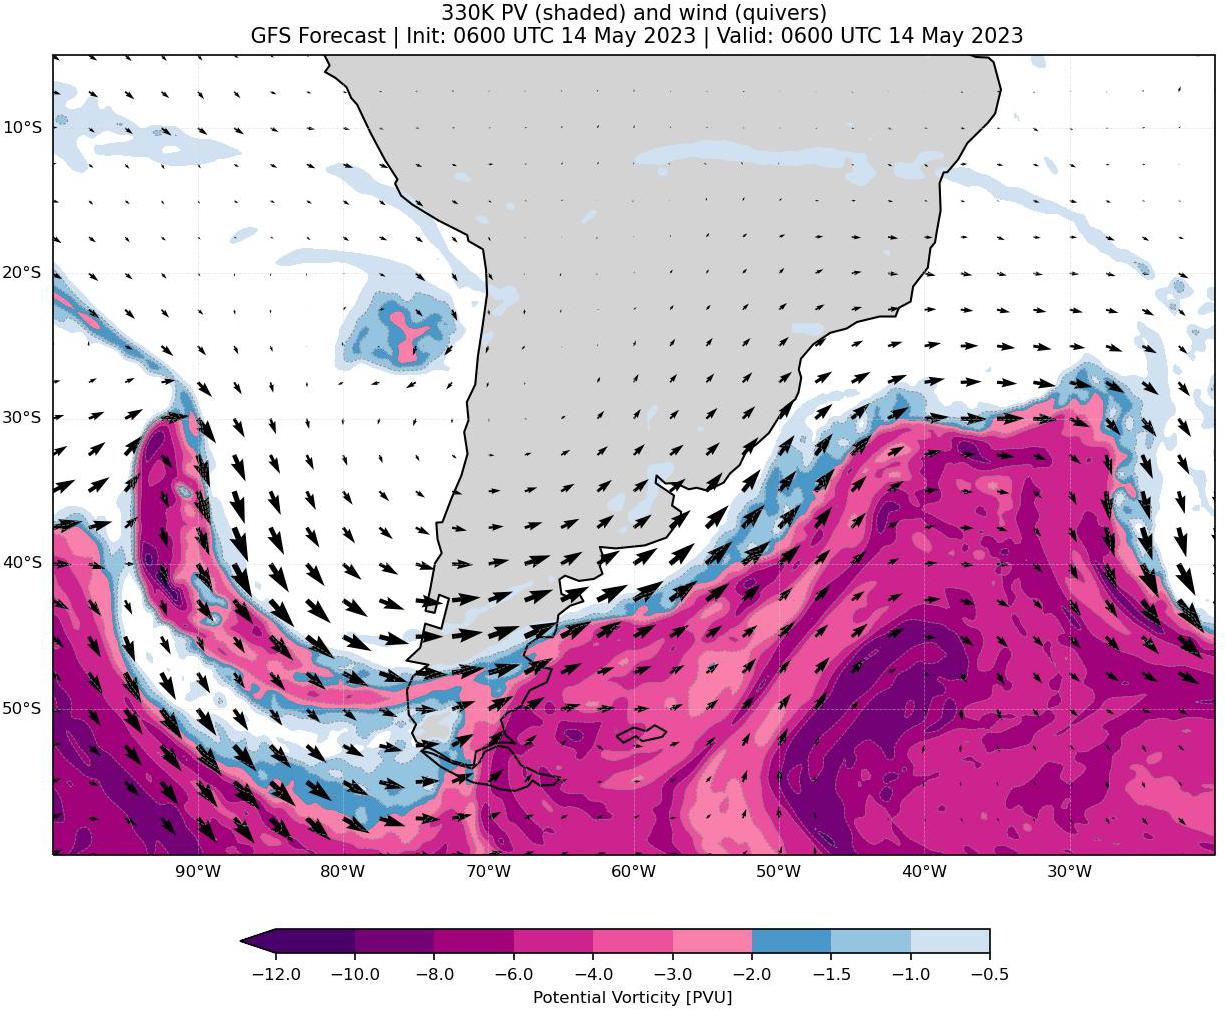 330K PV (shaded) and wind (quivers)
GFS Forecast | Init: 0600 UTC 14 May 2023 | Valid: 0600 UTC 14 May 2023
10°S
20°S
30°S
40°S
50°S
90°W 80°W 70°W 60°W 50°W 40°W 30°W
−12.0 −10.0 −8.0 −6.0 −4.0 −3.0 −2.0 −1.5 −1.0 −0.5
Potential Vorticity [PVU]